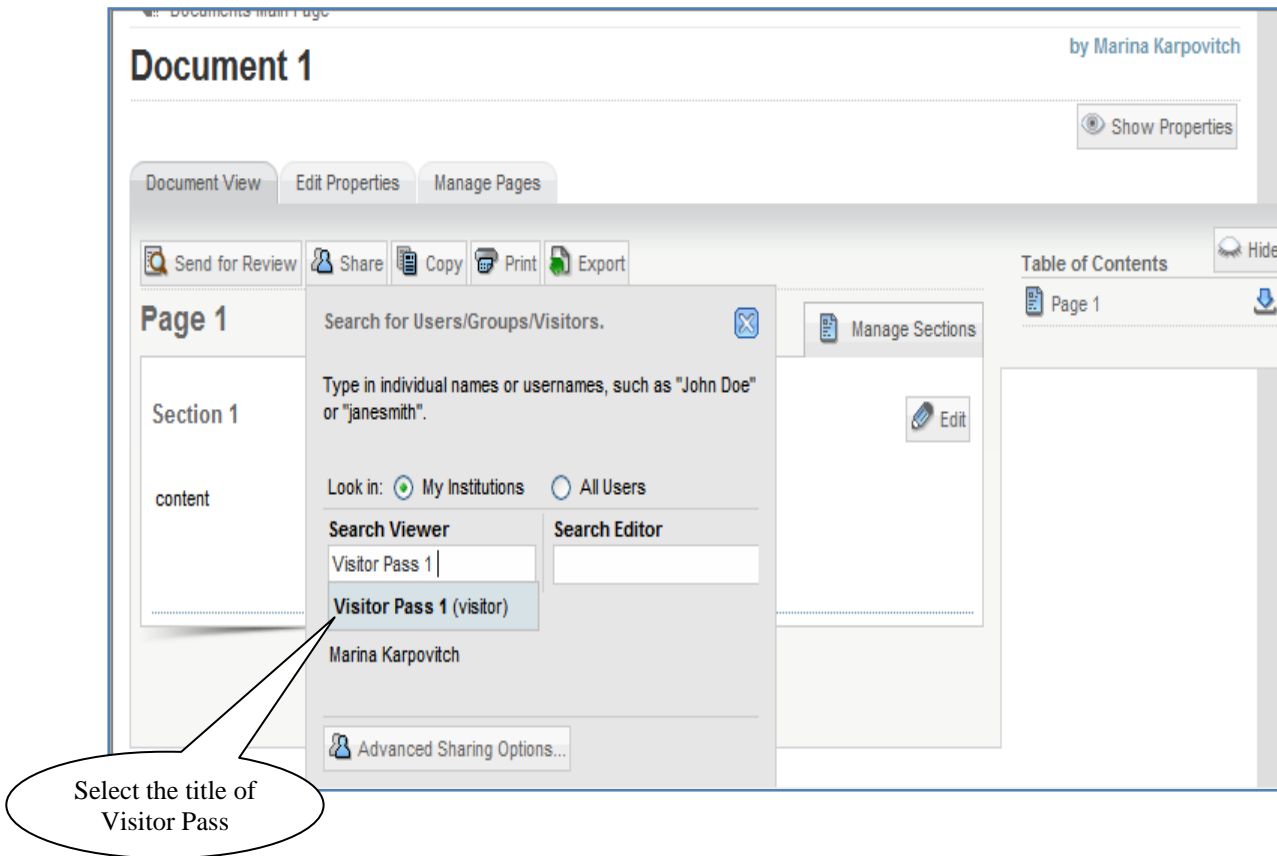 Documents Main Page
by Marina Karpovitch
Document 1
Show Properties
Document View Edit Properties Manage Pages
Send for Review Share Copy Print Export
Hide
Table of Contents
Page 1
Page 1
Manage Sections
Search for Users/Groups/Visitors.
Type in individual names or usernames, such as "John Doe"
or "janesmith".
Section 1
Edit
content
Look in: My Institutions All Users
Search Viewer Search Editor
Visitor Pass 1
Visitor Pass 1 (visitor)
Marina Karpovitch
Advanced Sharing Options...
Select the title of
Visitor Pass